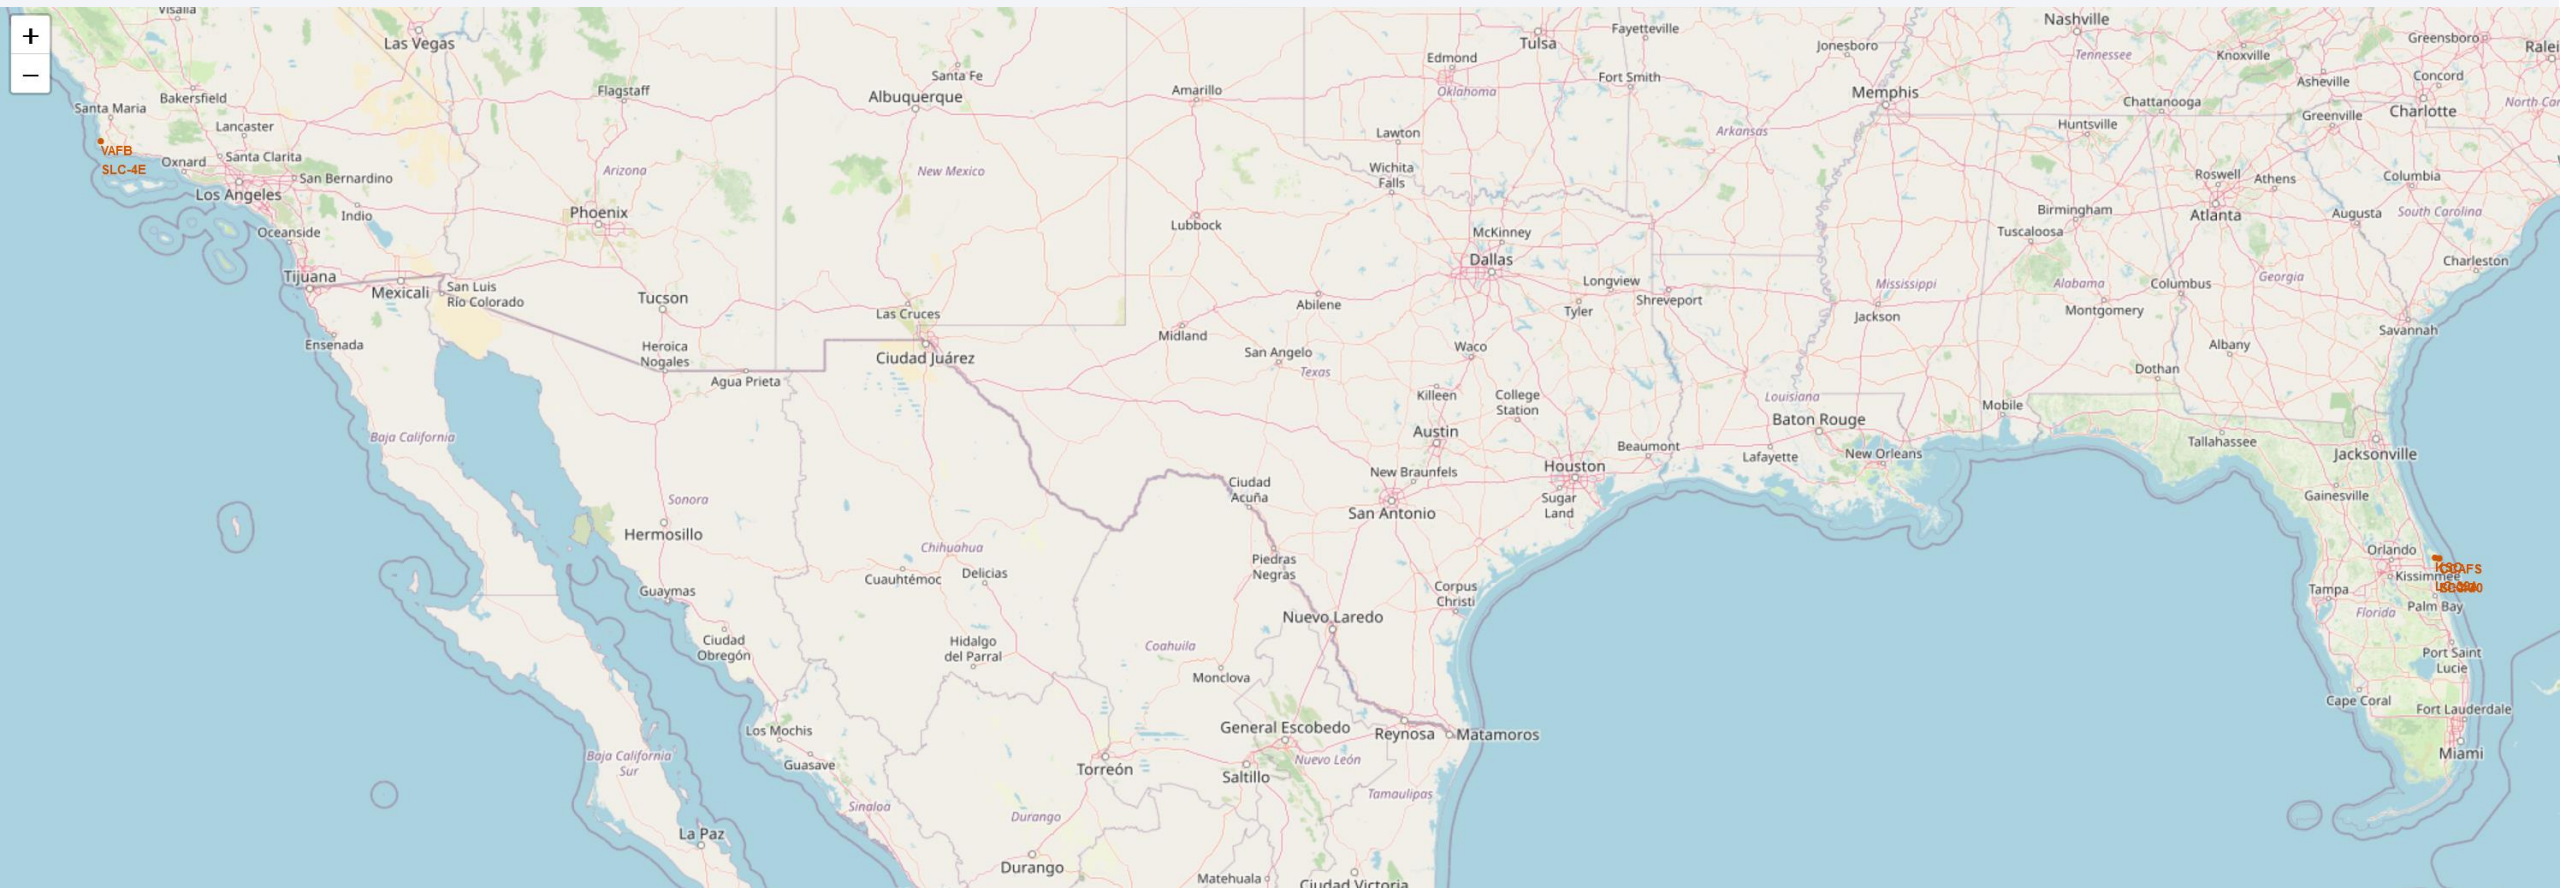 +
−
Visalia
Las Vegas
Santa Maria
Bakersfield
Lancaster
VAFB
SLC-4E
Oxnard
Santa Clarita
San Bernardino
Los Angeles
Indio
Oceanside
Tijuana
Mexicali
San Luis
Río Colorado
Ensenada
Flagstaff
Arizona
Phoenix
Tucson
Heroica
Nogales
Agua Prieta
Santa Fe
Albuquerque
New Mexico
Las Cruces
Ciudad Juárez
Amarillo
Lubbock
Midland
Abilene
San Angelo
Texas
Tulsa
Edmond
Oklahoma
Lawton
Wichita
Falls
McKinney
Dallas
Waco
Killeen
College
Station
Austin
New Braunfels
San Antonio
Houston
Sugar
Land
Beaumont
Longview
Tyler
Shreveport
Fayetteville
Fort Smith
Jonesboro
Arkansas
Memphis
Nashville
Tennessee
Knoxville
Chattanooga
Huntsville
Greensboro
Ralei
Asheville
Concord
Charlotte
North Car
Greenville
Roswell
Athens
Columbia
Atlanta
Augusta
South Carolina
Birmingham
Tuscaloosa
Charleston
Mississippi
Alabama
Columbus
Georgia
Montgomery
Jackson
Savannah
Albany
Dothan
Louisiana
Baton Rouge
Mobile
Lafayette
New Orleans
Tallahassee
Jacksonville
Gainesville
Orlando
Kissimmee
CCAFS
Tampa
Palm Bay
Florida
Port Saint
Lucie
Cape Coral
Fort Lauderdale
Miami
Baja California
Sonora
Hermosillo
Guaymas
Ciudad
Obregón
Chihuahua
Cuauhtémoc
Delicias
Hidalgo
del Parral
Ciudad
Acuña
Piedras
Negras
Corpus
Christi
Nuevo Laredo
Coahuila
Monclova
Los Mochis
Guasave
Baja California
Sur
Sinaloa
La Paz
Durango
Durango
Torreón
General Escobedo
Saltillo
Nuevo León
Reynosa
Matamoros
Tamaulipas
Matehuala
Ciudad Victoria